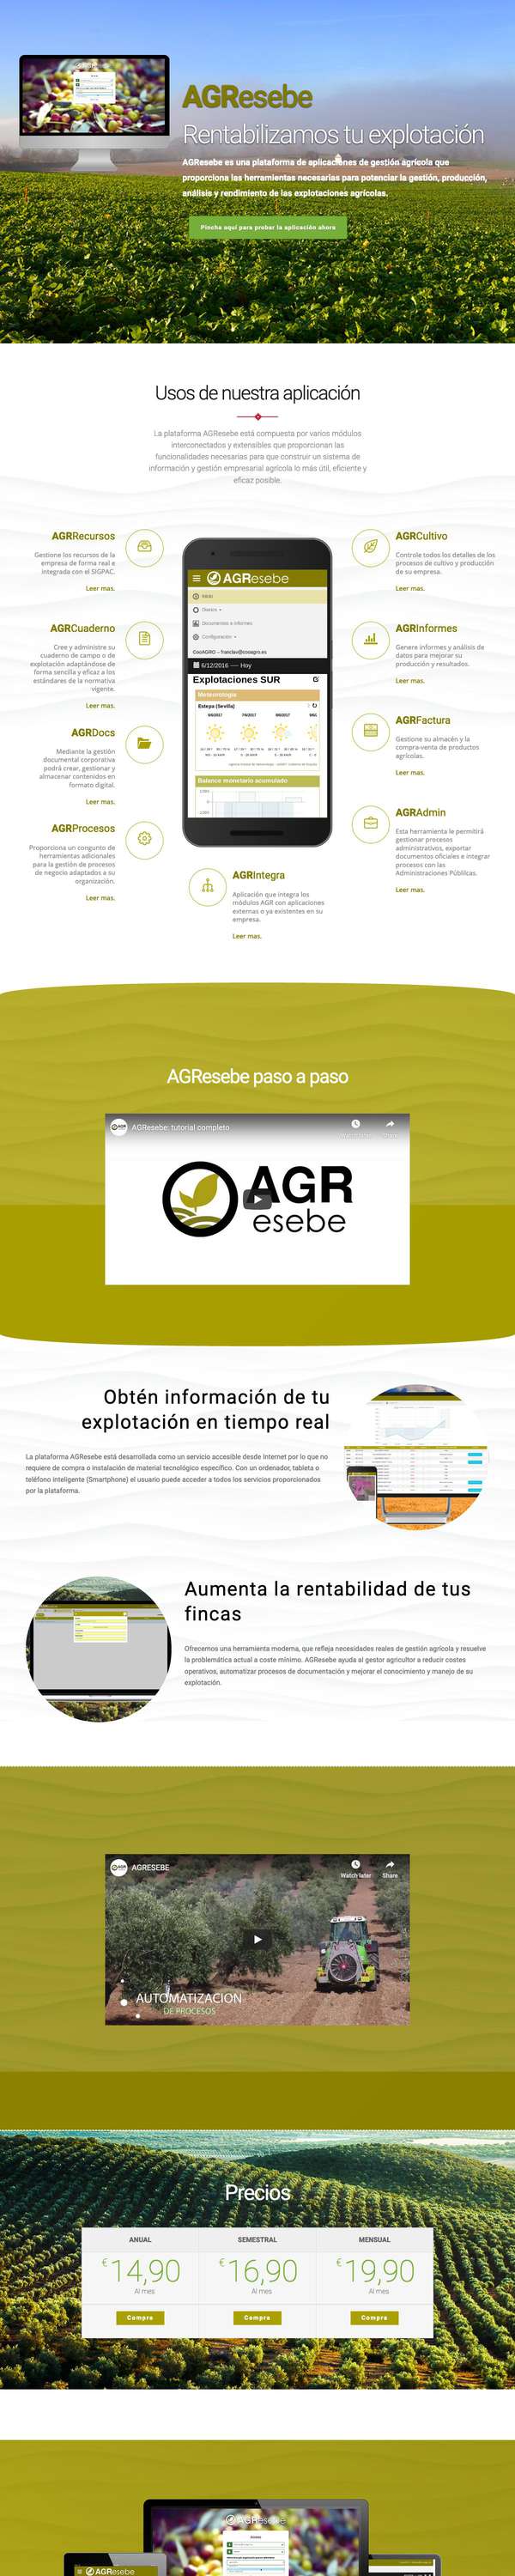 AGResebe
Rentabilizamos tu explotación
AGResebe es una plataforma de aplicaciones de gestión agrícola que
proporciona las herramientas necesarias para potenciar la gestión, producción,
análisis y rendimiento de las explotaciones agrícolas.
Pincha aquí para probar la aplicación ahora
Usos de nuestra aplicación
La plataforma AGResebe está compuesta por varios módulos
interconectados y extensibles que proporcionan las
funcionalidades necesarias para que construir un sistema de
información y gestión empresarial agrícola lo más útil, eficiente y
eficaz posible.
AGRRecursos
Gestione los recursos de la
empresa de forma real e
integrada con el SIGPAC.
Leer mas.
AGRCuaderno
Cree y administre su
cuaderno de campo o de
explotación adaptándose de
forma sencilla y eficaz a los
estándares de la normativa
vigente.
Leer mas.
AGRDocs
Mediante la gestión
documental corporativa
podrá crear, gestionar y
almacenar contenidos en
formato digital.
Leer mas.
AGRProcesos
Proporciona un congunto de
herramientas adicionales
para la gestión de procesos
de negocio adaptados a su
organización.
Leer mas.
AGResebe
Inicio
Diarios
Documentos e informes
Configuración
CooAGRO – franclav@cooagro.es
6/12/2016 ---- Hoy
Explotaciones SUR
Meteorología
Estepa (Sevilla)
Balance monetario acumulado
AGRIntegra
Aplicación que integra los
módulos AGR con aplicaciones
externas o ya existentes en su
empresa.
Leer mas.
AGRCultivo
Controle todos los detalles de los
procesos de cultivo y producción
de su empresa.
Leer mas.
AGRInformes
Genere informes y análisis de
datos para mejorar su
producción y resultados.
Leer mas.
AGRFactura
Gestione su almacén y la
compra-venta de productos
agrícolas.
Leer mas.
AGRAdmin
Esta herramienta le permitirá
gestionar procesos
administrativos, exportar
documentos oficiales e integrar
procesos con las
Administraciones Públicas.
Leer mas.
AGResebe paso a paso
AGResebe: tutorial completo
AGR
esebe
Obtén información de tu
explotación en tiempo real
La plataforma AGResebe está desarrollada como un servicio accesible desde Internet por lo que no
requiere de compra o instalación de material tecnológico específico. Con un ordenador, tableta o
teléfono inteligente (Smartphone) el usuario puede acceder a todos los servicios proporcionados
por la plataforma.
Aumenta la rentabilidad de tus
fincas
Ofrecemos una herramienta moderna, que refleja necesidades reales de gestión agrícola y resuelve
la problemática actual a coste mínimo. AGResebe ayuda al gestor agricultor a reducir costes
operativos, automatizar procesos de documentación y mejorar el conocimiento y manejo de su
explotación.
AGRESEBE
Watch later
Share
AUTOMATIZACION
DE PROCESOS
Precios
ANUAL
€14,90
Al mes
Compra
SEMESTRAL
€16,90
Al mes
Compra
MENSUAL
€19,90
Al mes
Compra
AGResebe
AGResebe